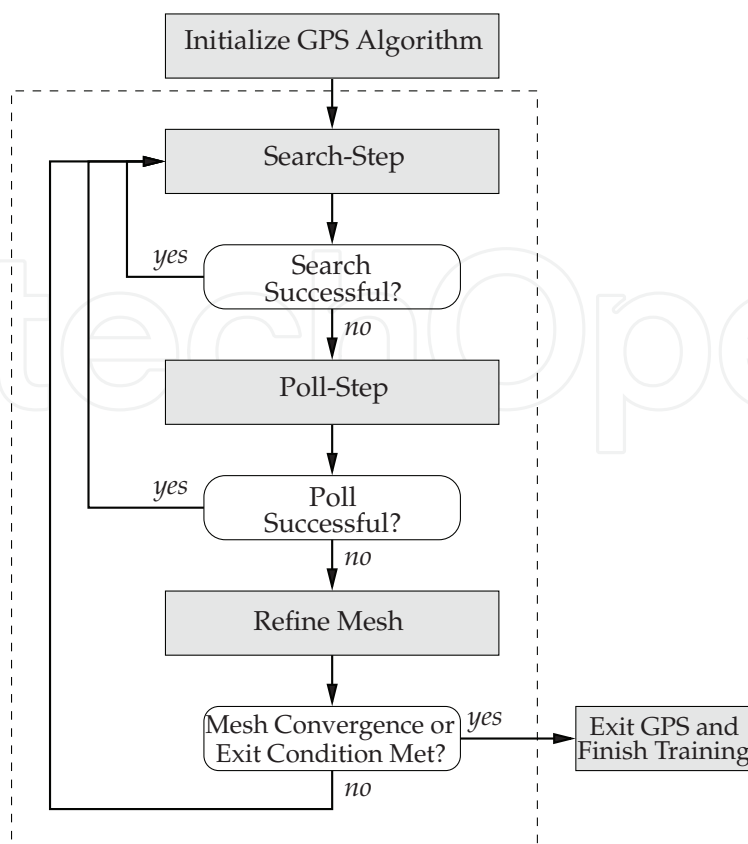 Initialize GPS Algorithm
Search-Step
yes
Search
Successful?
no
Poll-Step
yes
Poll
Successful?
no
Refine Mesh
Mesh Convergence or
Exit Condition Met?
yes
Exit GPS and
Finish Training
no
techOpe